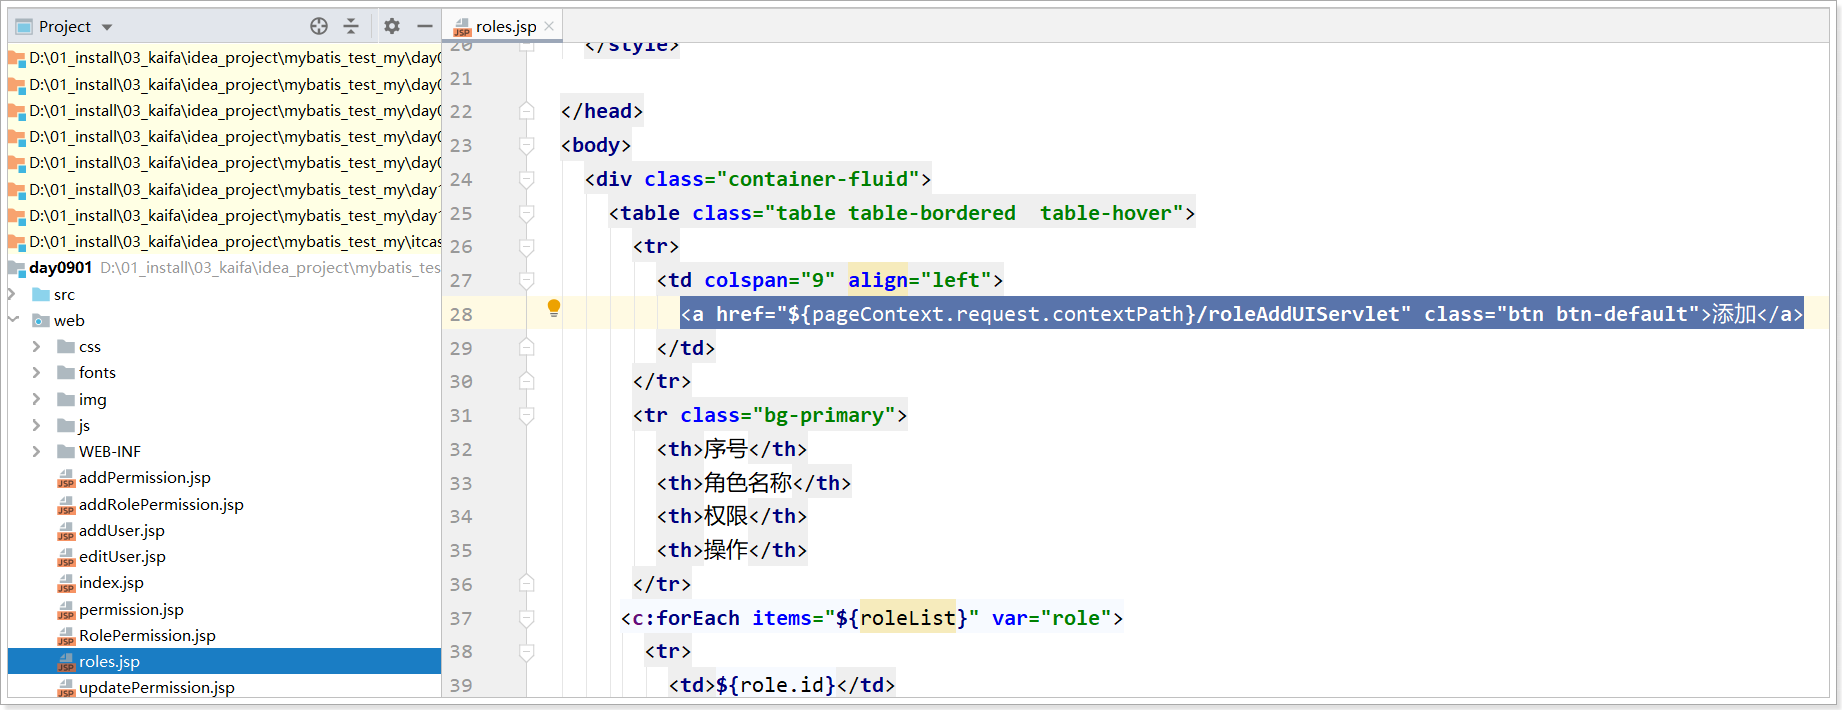 Project
roles.jsp
D:\01_install\03_kaifa\idea_project\mybatis_test_my\day0
D:\01_install\03_kaifa\idea_project\mybatis_test_my\day0
D:\01_install\03_kaifa\idea_project\mybatis_test_my\day0
D:\01_install\03_kaifa\idea_project\mybatis_test_my\day0
D:\01_install\03_kaifa\idea_project\mybatis_test_my\day0
D:\01_install\03_kaifa\idea_project\mybatis_test_my\day1
D:\01_install\03_kaifa\idea_project\mybatis_test_my\day1
D:\01_install\03_kaifa\idea_project\mybatis_test_my\itcas
day0901 D:\01_install\03_kaifa\idea_project\mybatis_tes
src
web
css
fonts
img
js
WEB-INF
addPermission.jsp
addRolePermission.jsp
addUser.jsp
editUser.jsp
index.jsp
permission.jsp
RolePermission.jsp
roles.jsp
updatePermission.jsp
20 </style>
21
22 </head>
23 <body>
24 <div class="container-fluid">
25 <table class="table table-bordered  table-hover">
26 <tr>
27 <td colspan="9" align="left">
28 <a href="${pageContext.request.contextPath}/roleAddUIServlet" class="btn btn-default">添加</a>
29 </td>
30 </tr>
31 <tr class="bg-primary">
32 <th>序号</th>
33 <th>角色名称</th>
34 <th>权限</th>
35 <th>操作</th>
36 </tr>
37 <c:forEach items="${roleList}" var="role">
38 <tr>
39 <td>${role.id}</td>